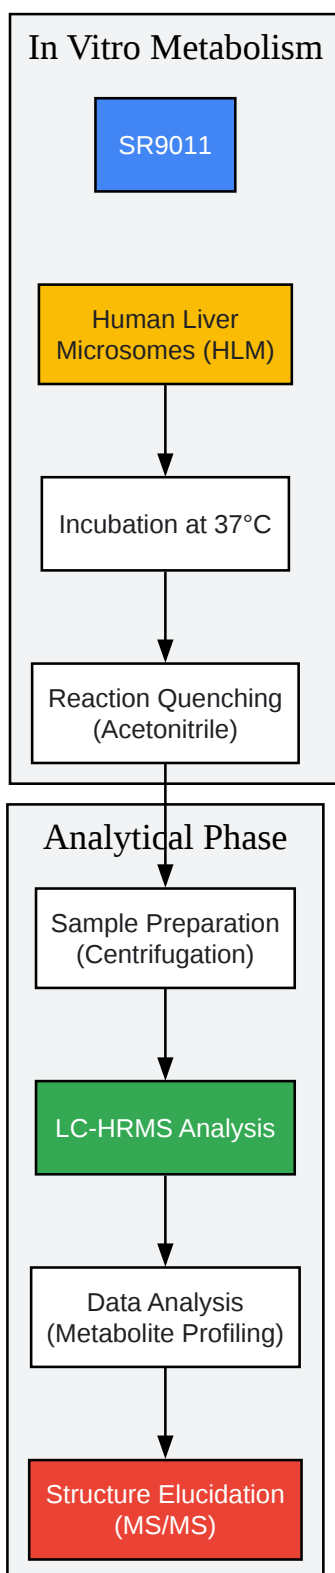 In Vitro Metabolism
SR9011
Human Liver
Microsomes (HLM)
Incubation at 37°C
Reaction Quenching
(Acetonitrile)
Analytical Phase
Sample Preparation
(Centrifugation)
LC-HRMS Analysis
Data Analysis
(Metabolite Profiling)
Structure Elucidation
(MS/MS)